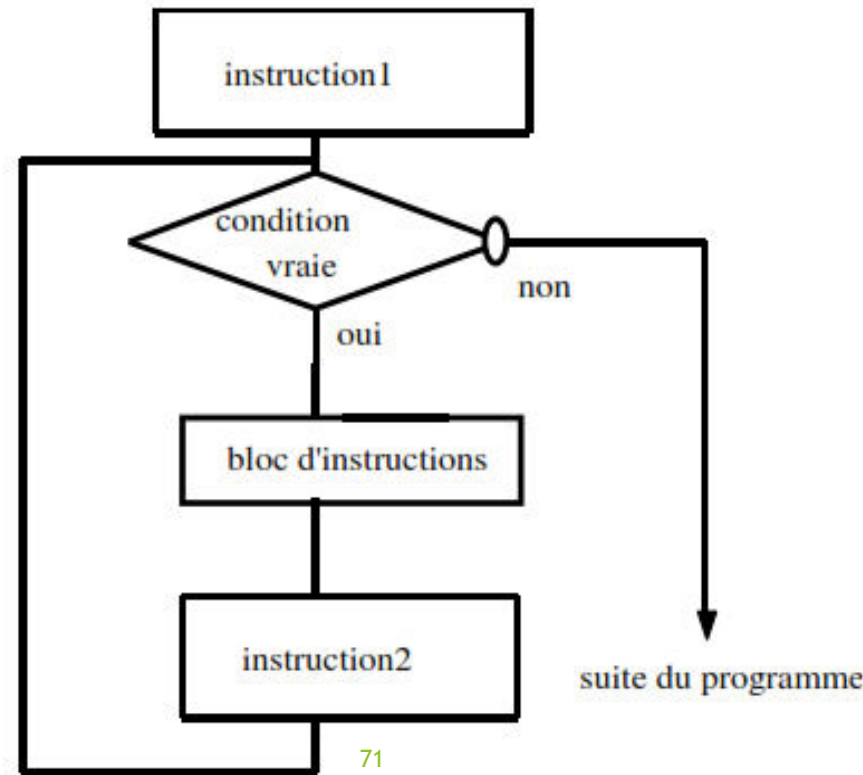 instruction1
condition
vraie
non
oui
bloc d'instructions
instruction2
suite du programme
71